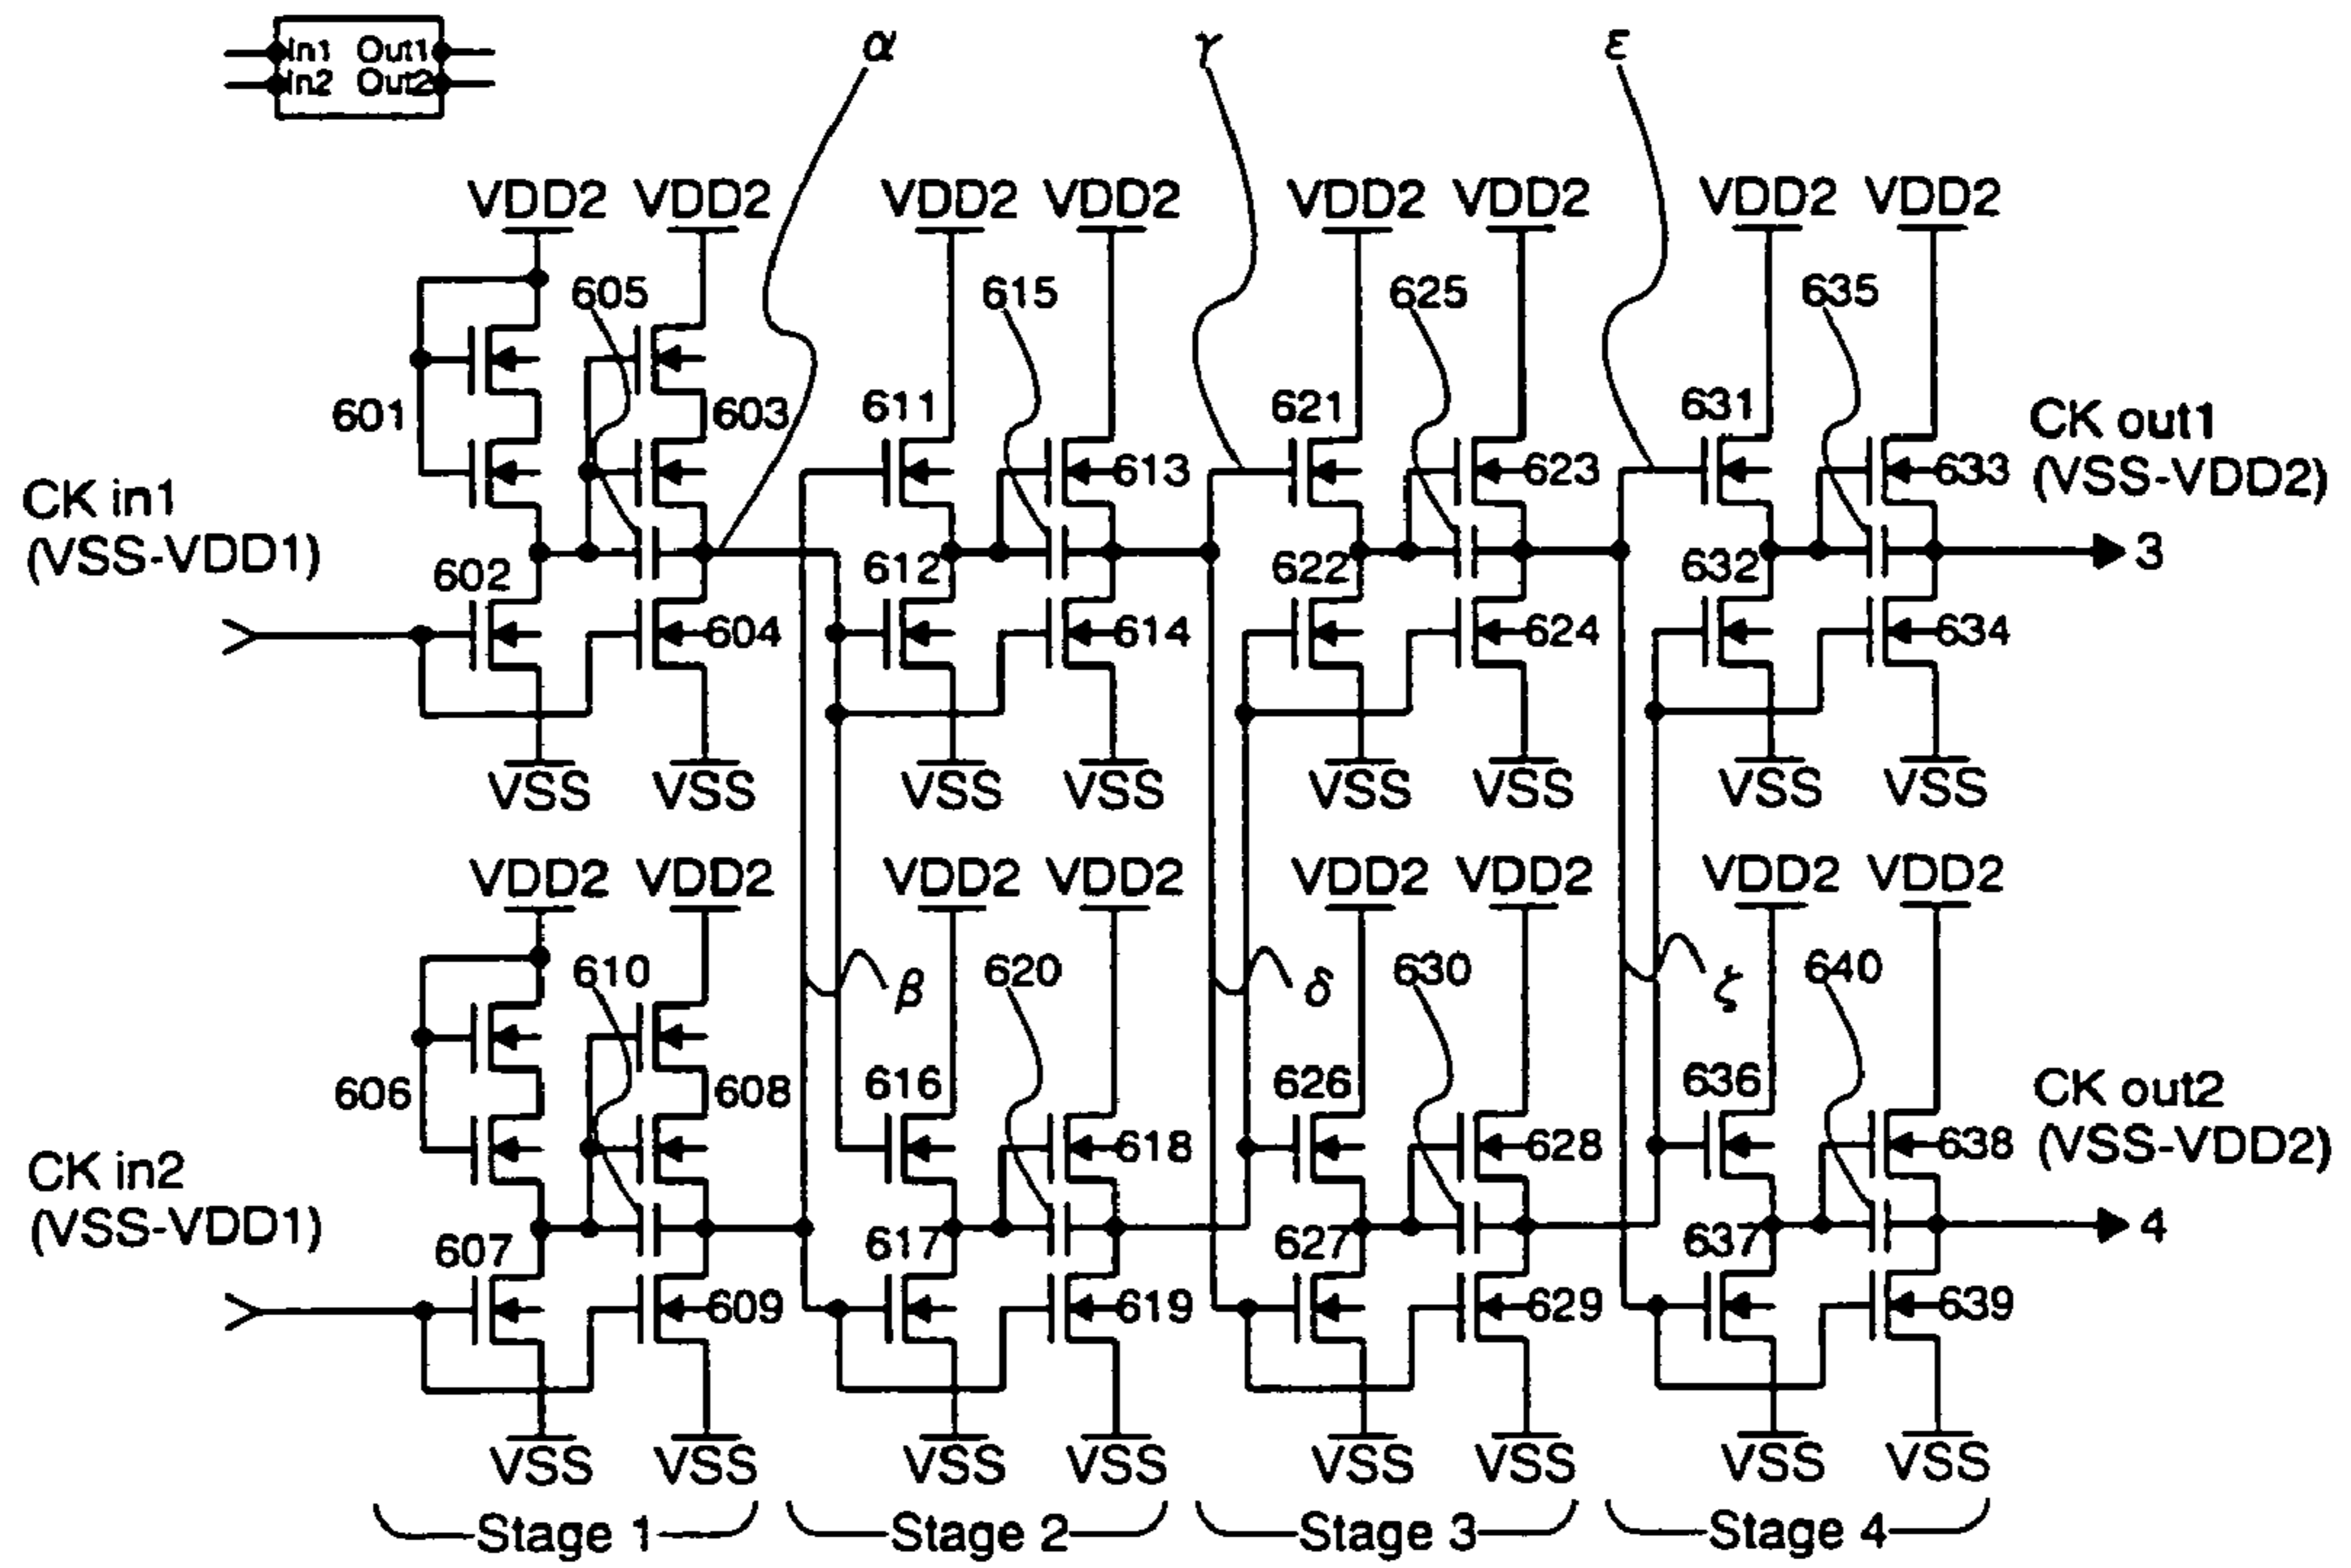 In1 Out1
In2 Out2
α γ ε
VDD2 VDD2 VDD2 VDD2 VDD2 VDD2 VDD2 VDD2
605 615 625 635
601 603 611 613 621 623 631 633
CK in1
(VSS-VDD1)
CK out1
(VSS-VDD2)
3
602 604 612 614 622 624 632 634
VSS VSS VSS VSS VSS VSS VSS VSS
VDD2 VDD2 VDD2 VDD2 VDD2 VDD2 VDD2 VDD2
610 β 620 δ 630 ζ 640
606 608 616 618 626 628 636 638
CK in2
(VSS-VDD1)
CK out2
(VSS-VDD2)
4
607 609 617 619 627 629 637 639
VSS VSS VSS VSS VSS VSS VSS VSS
Stage 1 Stage 2 Stage 3 Stage 4